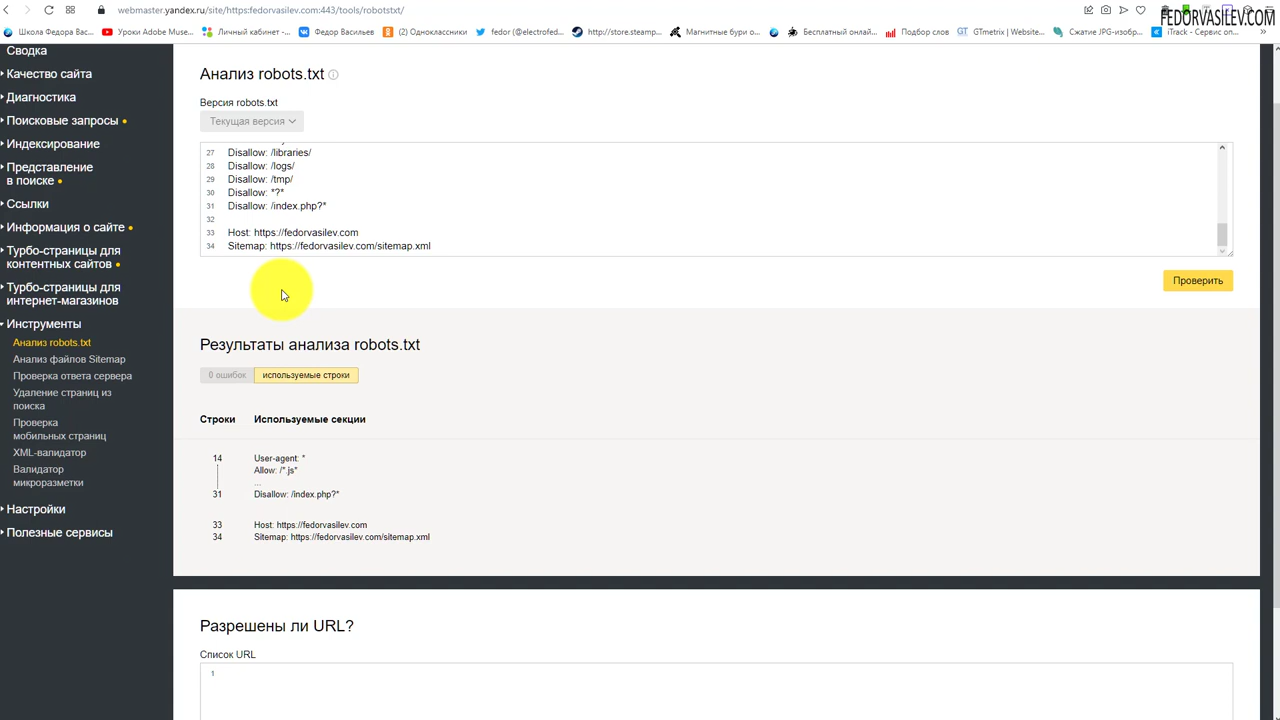 webmaster.yandex.ru/site/https:fedorvasilev.com:443/tools/robotstxt/
FEDORVASILEV.COM
Школа Федора Вас...
Уроки Adobe Muse...
Личный кабинет -...
Федор Васильев
(2) Одноклассники
fedor (@electrofed...
http://store.steamp...
Магнитные бури о...
Бесплатный онлай...
Подбор слов
GTmetrix | Website...
Сжатие JPG-изобр...
iTrack - Сервис оп...
Сводка
Качество сайта
Диагностика
Поисковые запросы
Индексирование
Представление
в поиске
Ссылки
Информация о сайте
Турбо-страницы для
контентных сайтов
Турбо-страницы для
интернет-магазинов
Инструменты
Анализ robots.txt
Анализ файлов Sitemap
Проверка ответа сервера
Удаление страниц из
поиска
Проверка
мобильных страниц
XML-валидатор
Валидатор
микроразметки
Настройки
Полезные сервисы
Анализ robots.txt
Версия robots.txt
Текущая версия
27 Disallow: /libraries/
28 Disallow: /logs/
29 Disallow: /tmp/
30 Disallow: *?*
31 Disallow: /index.php?*
32
33 Host: https://fedorvasilev.com
34 Sitemap: https://fedorvasilev.com/sitemap.xml
Проверить
Результаты анализа robots.txt
0 ошибок
используемые строки
Строки Используемые секции
14 User-agent: *
Allow: /*.js*
...
31 Disallow: /index.php?*
33 Host: https://fedorvasilev.com
34 Sitemap: https://fedorvasilev.com/sitemap.xml
Разрешены ли URL?
Список URL
1